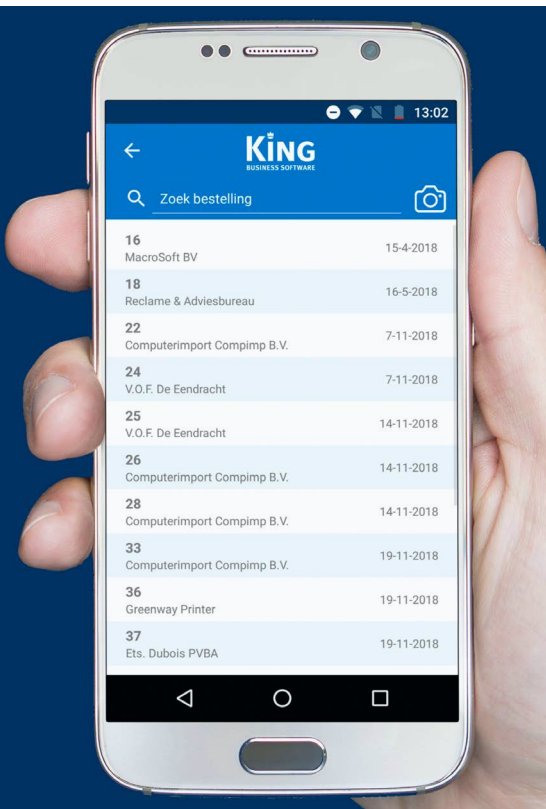 13:02
KING
BUSINESS SOFTWARE
Zoek bestelling
16
MacroSoft BV
15-4-2018
18
Reclame & Adviesbureau
16-5-2018
22
Computerimport Compimp B.V.
7-11-2018
24
V.O.F. De Eendracht
7-11-2018
25
V.O.F. De Eendracht
14-11-2018
26
Computerimport Compimp B.V.
14-11-2018
28
Computerimport Compimp B.V.
14-11-2018
33
Computerimport Compimp B.V.
19-11-2018
36
Greenway Printer
19-11-2018
37
Ets. Dubois PVBA
19-11-2018